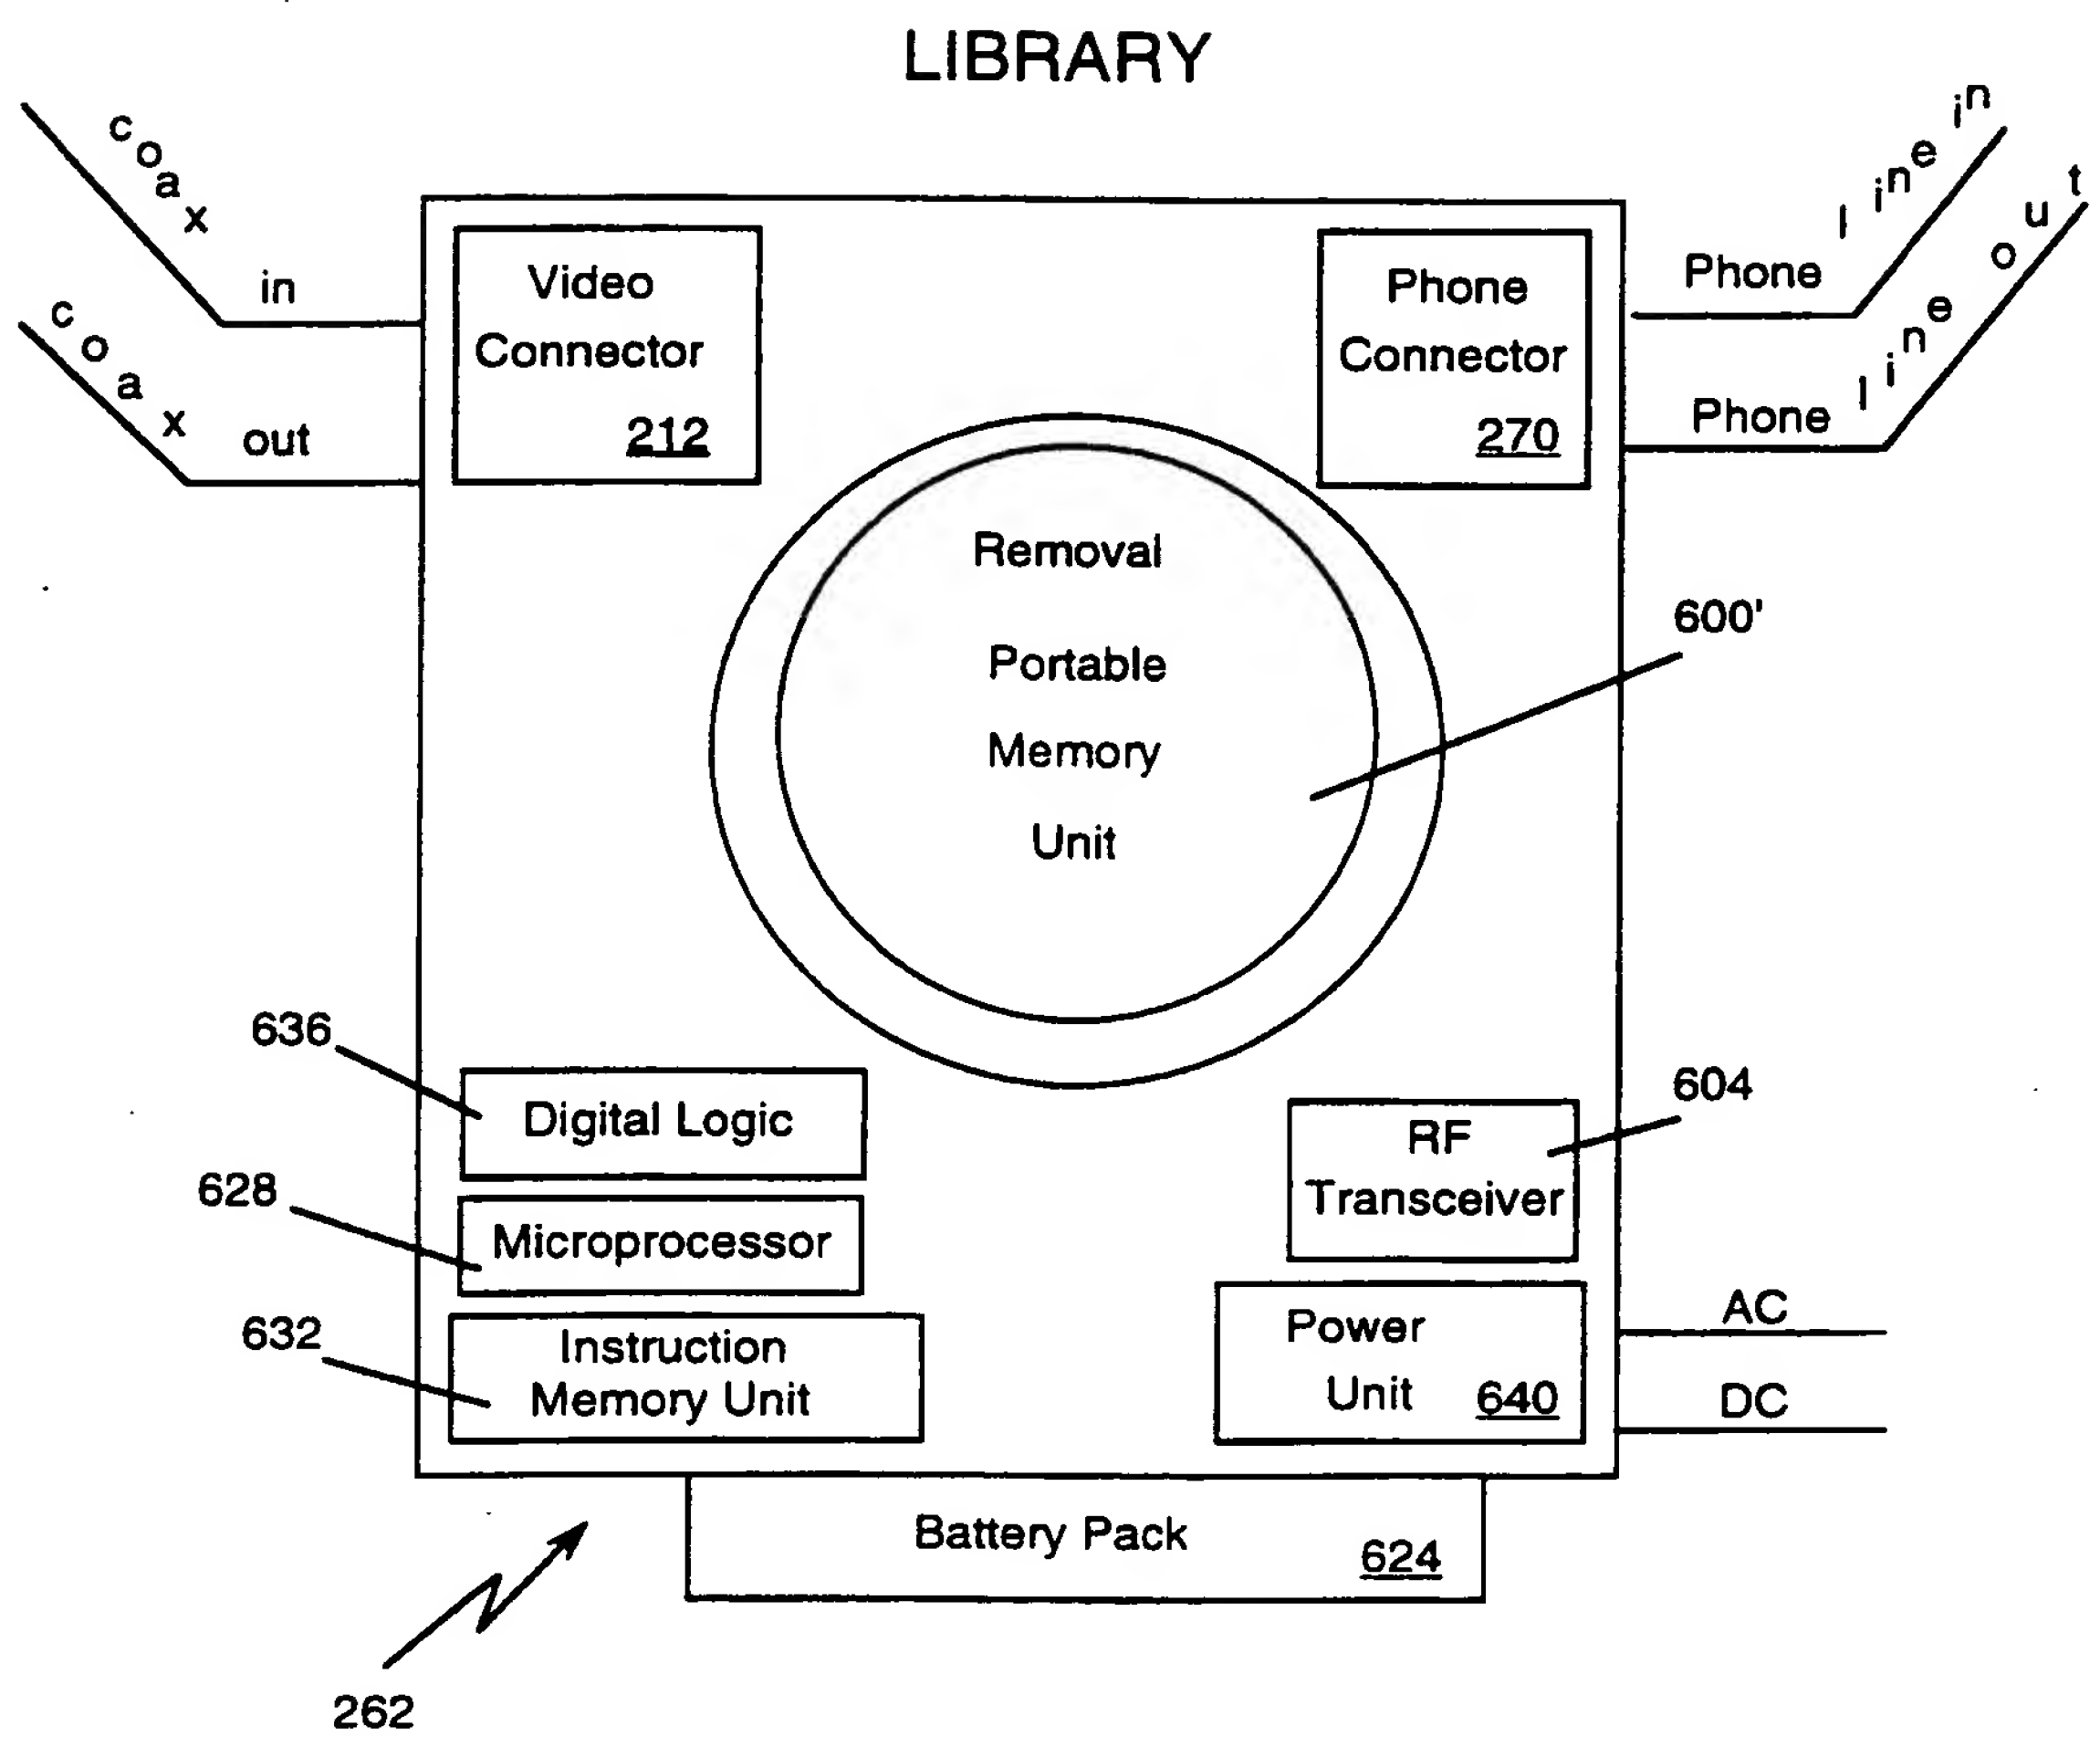 LIBRARY
coax in
coax out
Video
Connector
212
Phone
Connector
270
Phone line in
Phone line out
Removal
Portable
Memory
Unit
600'
636
Digital Logic
628
Microprocessor
632
Instruction
Memory Unit
604
RF
Transceiver
Power
Unit 640
AC
DC
Battery Pack 624
262